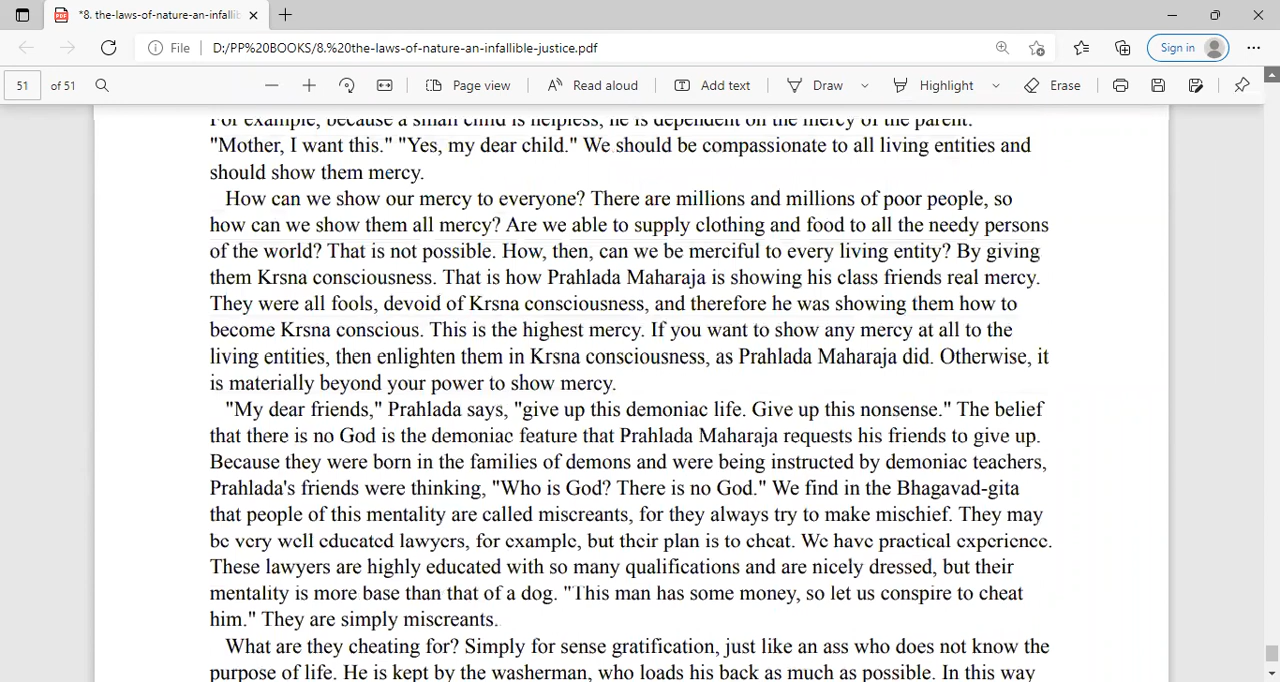 *8. the-laws-of-nature-an-infallib
File
D:/PP%20BOOKS/8.%20the-laws-of-nature-an-infallible-justice.pdf
Sign in
51 of 51
Page view
Read aloud
Add text
Draw
Highlight
Erase
For example, because a small child is helpless, he is dependent on the mercy of the parent.
"Mother, I want this." "Yes, my dear child." We should be compassionate to all living entities and
should show them mercy.
How can we show our mercy to everyone? There are millions and millions of poor people, so
how can we show them all mercy? Are we able to supply clothing and food to all the needy persons
of the world? That is not possible. How, then, can we be merciful to every living entity? By giving
them Krsna consciousness. That is how Prahlada Maharaja is showing his class friends real mercy.
They were all fools, devoid of Krsna consciousness, and therefore he was showing them how to
become Krsna conscious. This is the highest mercy. If you want to show any mercy at all to the
living entities, then enlighten them in Krsna consciousness, as Prahlada Maharaja did. Otherwise, it
is materially beyond your power to show mercy.
"My dear friends," Prahlada says, "give up this demoniac life. Give up this nonsense." The belief
that there is no God is the demoniac feature that Prahlada Maharaja requests his friends to give up.
Because they were born in the families of demons and were being instructed by demoniac teachers,
Prahlada's friends were thinking, "Who is God? There is no God." We find in the Bhagavad-gita
that people of this mentality are called miscreants, for they always try to make mischief. They may
be very well educated lawyers, for example, but their plan is to cheat. We have practical experience.
These lawyers are highly educated with so many qualifications and are nicely dressed, but their
mentality is more base than that of a dog. "This man has some money, so let us conspire to cheat
him." They are simply miscreants.
What are they cheating for? Simply for sense gratification, just like an ass who does not know the
purpose of life. He is kept by the washerman, who loads his back as much as possible. In this way